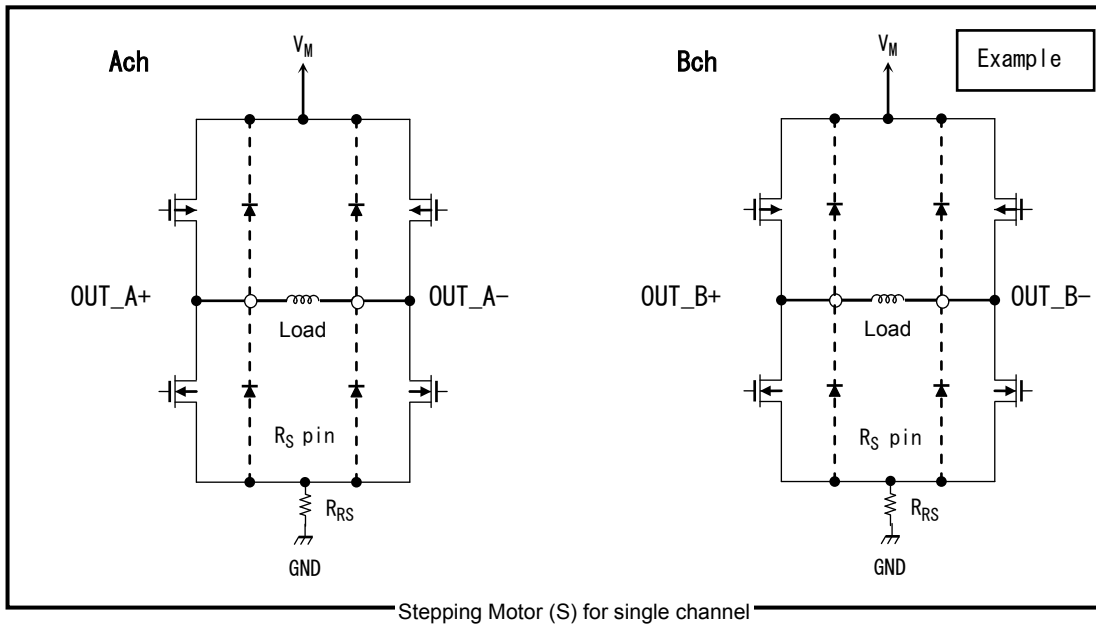 Ach
V_M
OUT_A+
OUT_A-
Load
R_S pin
R_RS
GND
Bch
V_M
Example
OUT_B+
OUT_B-
Load
R_S pin
R_RS
GND
Stepping Motor (S) for single channel